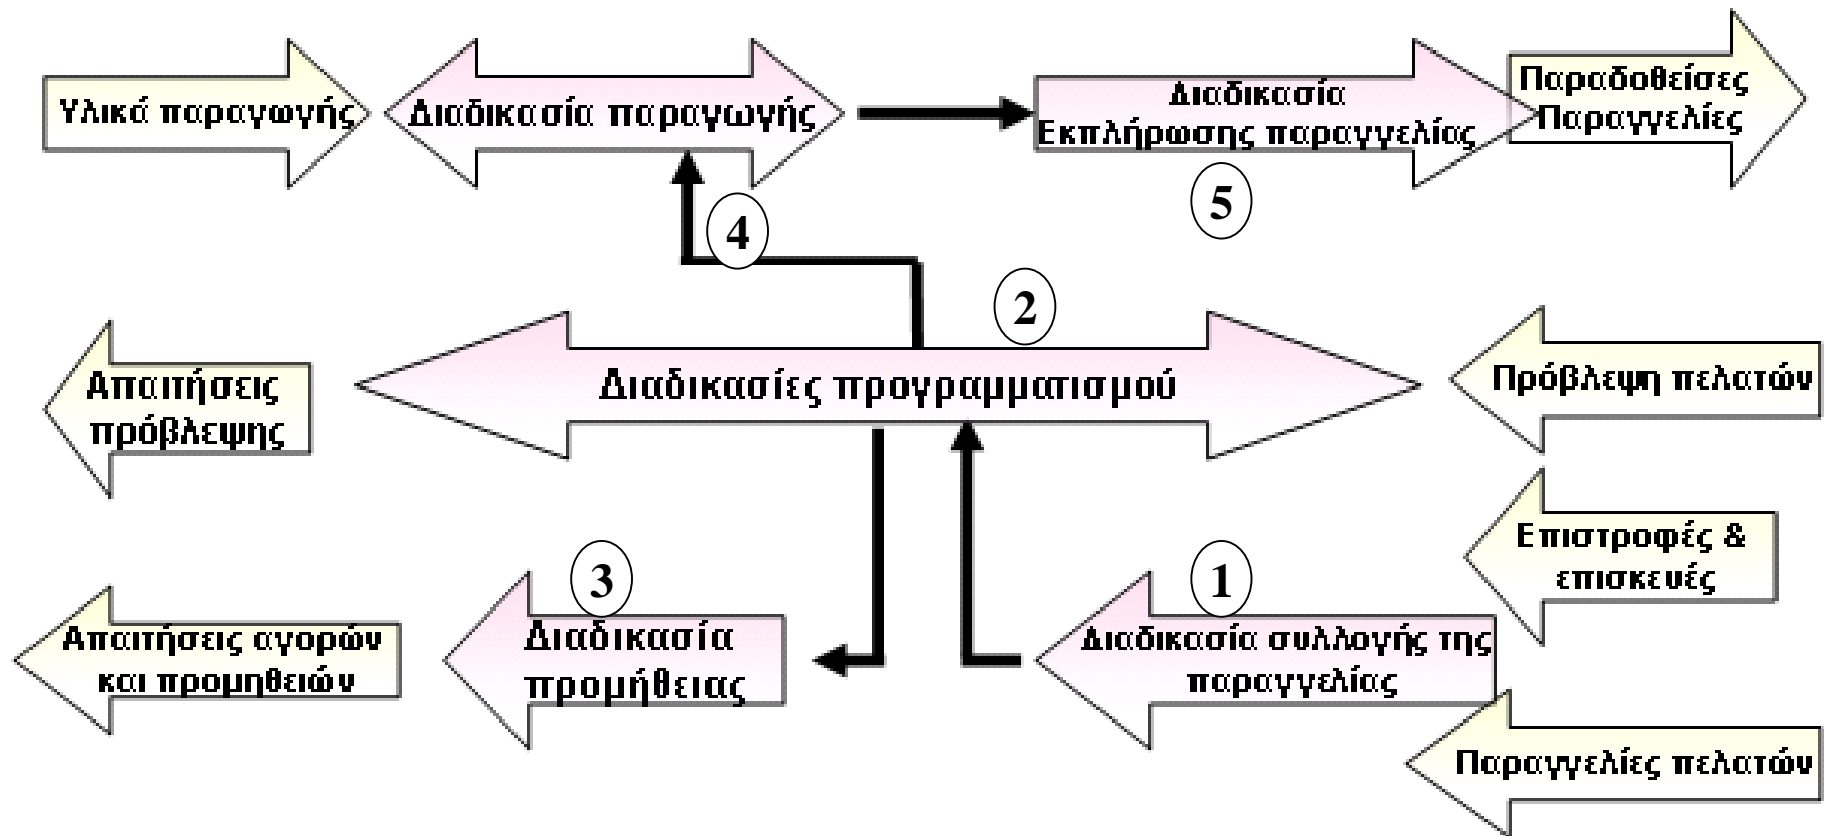 Υλικά παραγωγής
Διαδικασία παραγωγής
Διαδικασία
Εκπλήρωσης παραγγελίας
Παραδοθείσες
Παραγγελίες
5
4
2
Απαιτήσεις
πρόβλεψης
Διαδικασίες προγραμματισμού
Πρόβλεψη πελατών
Επιστροφές &
επισκευές
3
1
Απαιτήσεις αγορών
και προμηθειών
Διαδικασία
προμήθειας
Διαδικασία συλλογής της
παραγγελίας
Παραγγελίες πελατών